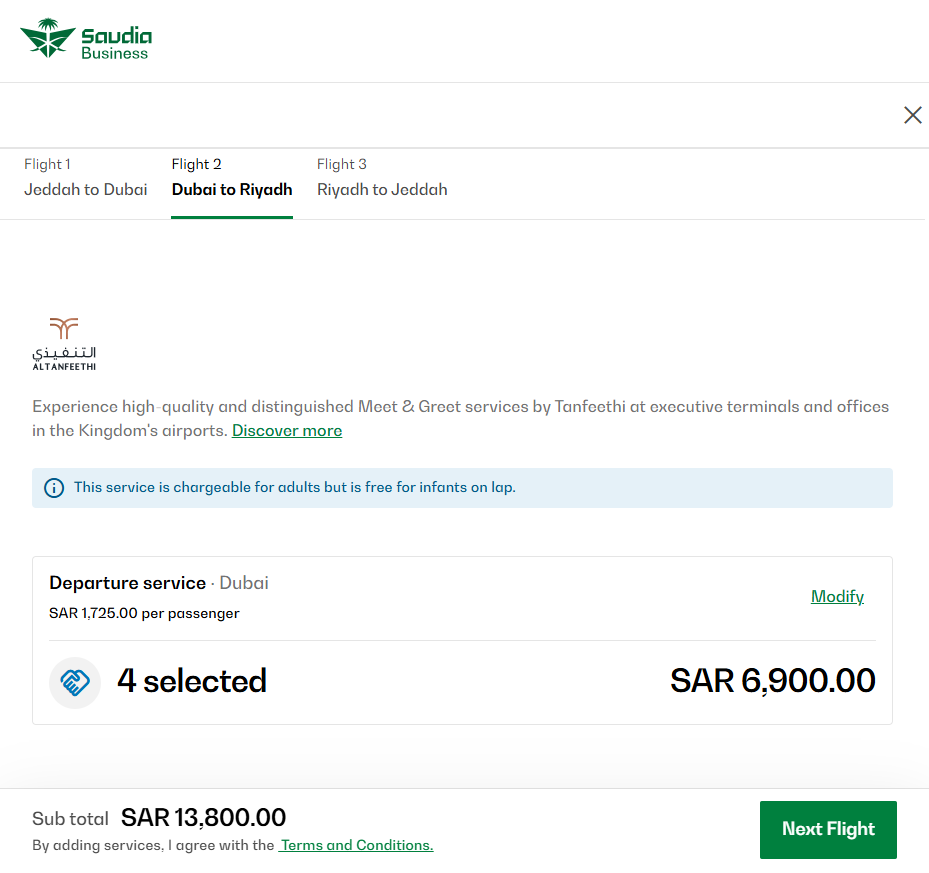 Saudia
Business
Flight 1
Jeddah to Dubai
Flight 2
Dubai to Riyadh
Flight 3
Riyadh to Jeddah
التنفيذي
ALTANFEETHI
Experience high-quality and distinguished Meet & Greet services by Tanfeethi at executive terminals and offices
in the Kingdom's airports. Discover more
This service is chargeable for adults but is free for infants on lap.
Departure service · Dubai
SAR 1,725.00 per passenger
Modify
4 selected
SAR 6,900.00
Sub total SAR 13,800.00
By adding services, I agree with the Terms and Conditions.
Next Flight